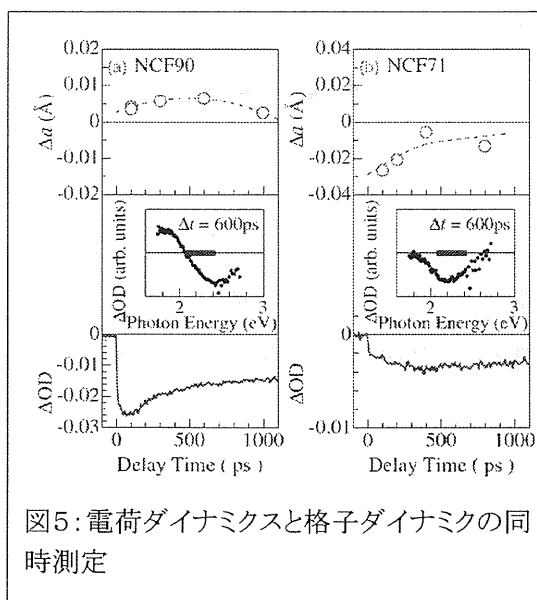 0.02
(a) NCF90
0.01
0
-0.01
0.02
Δa (Å)
Δt = 600ps
ΔOD (arb. units)
2
3
Photon Energy (eV)
0
-0.01
-0.02
-0.03
ΔOD
0
500
1000
Delay Time ( ps )
0.04
(b) NCF71
0.02
0
-0.02
-0.04
Δa (Å)
Δt = 600ps
ΔOD (arb. units)
2
3
Photon Energy (eV)
0
-0.01
ΔOD
0
500
1000
Delay Time ( ps )
図5:電荷ダイナミクスと格子ダイナミクの同
時測定